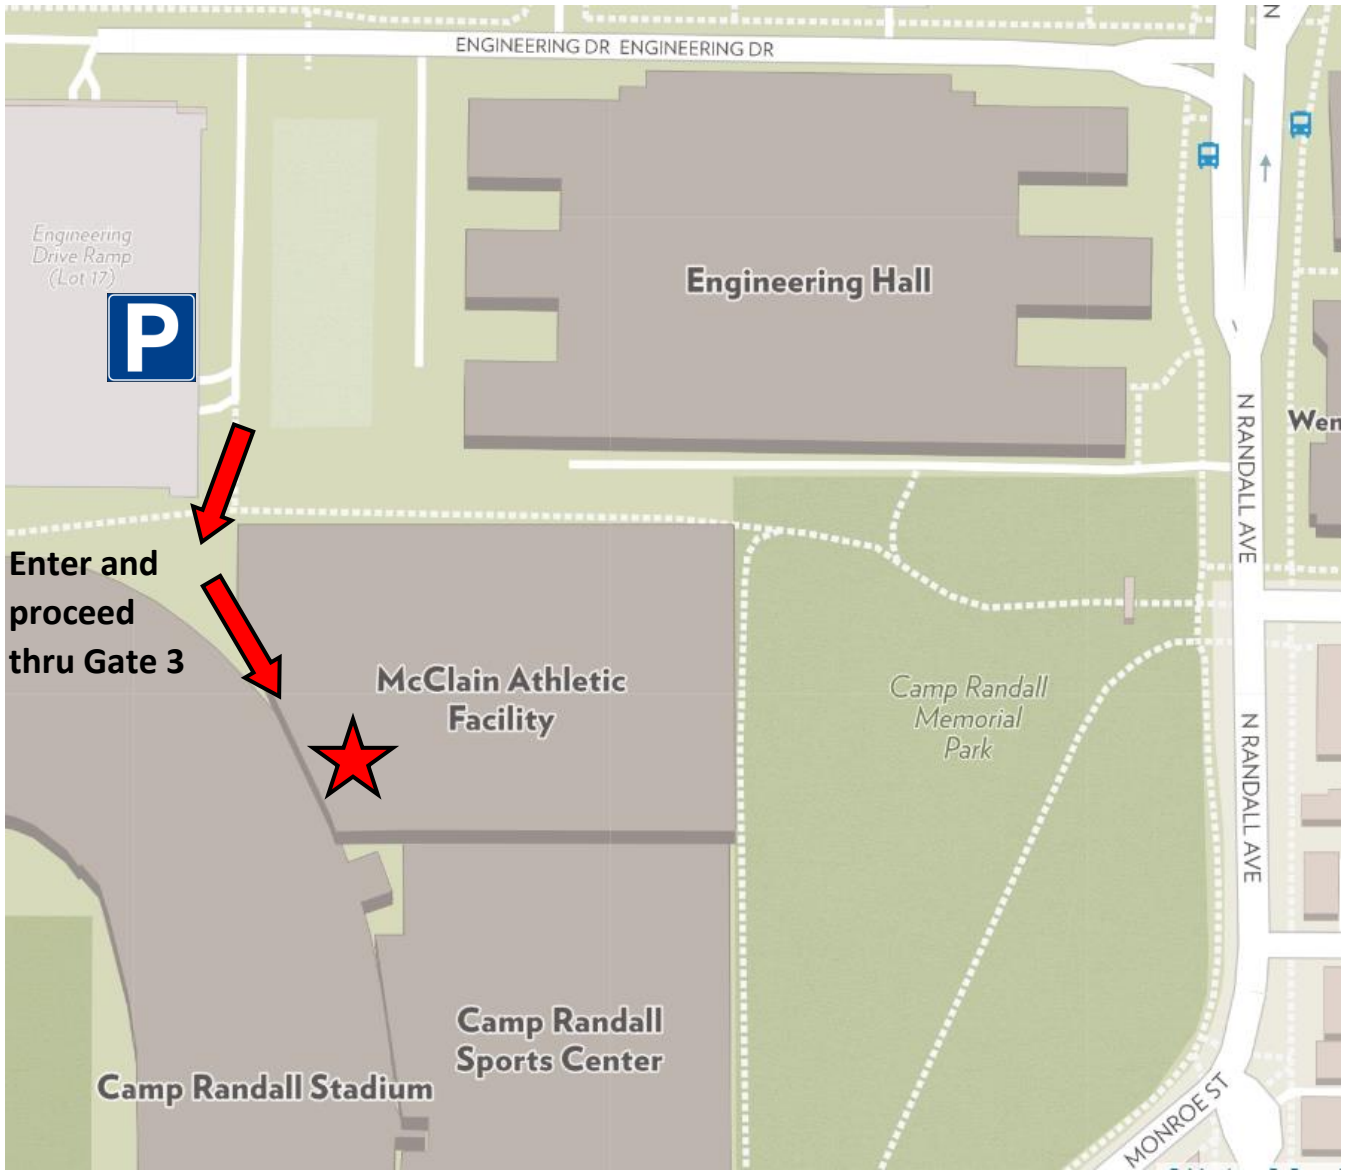 N
ENGINEERING DR ENGINEERING DR
Engineering
Drive Ramp
(Lot 17)
P
Engineering Hall
N RANDALL AVE
Wen
Enter and
proceed
thru Gate 3
McClain Athletic
Facility
Camp Randall
Memorial
Park
N RANDALL AVE
Camp Randall
Sports Center
Camp Randall Stadium
MONROE ST